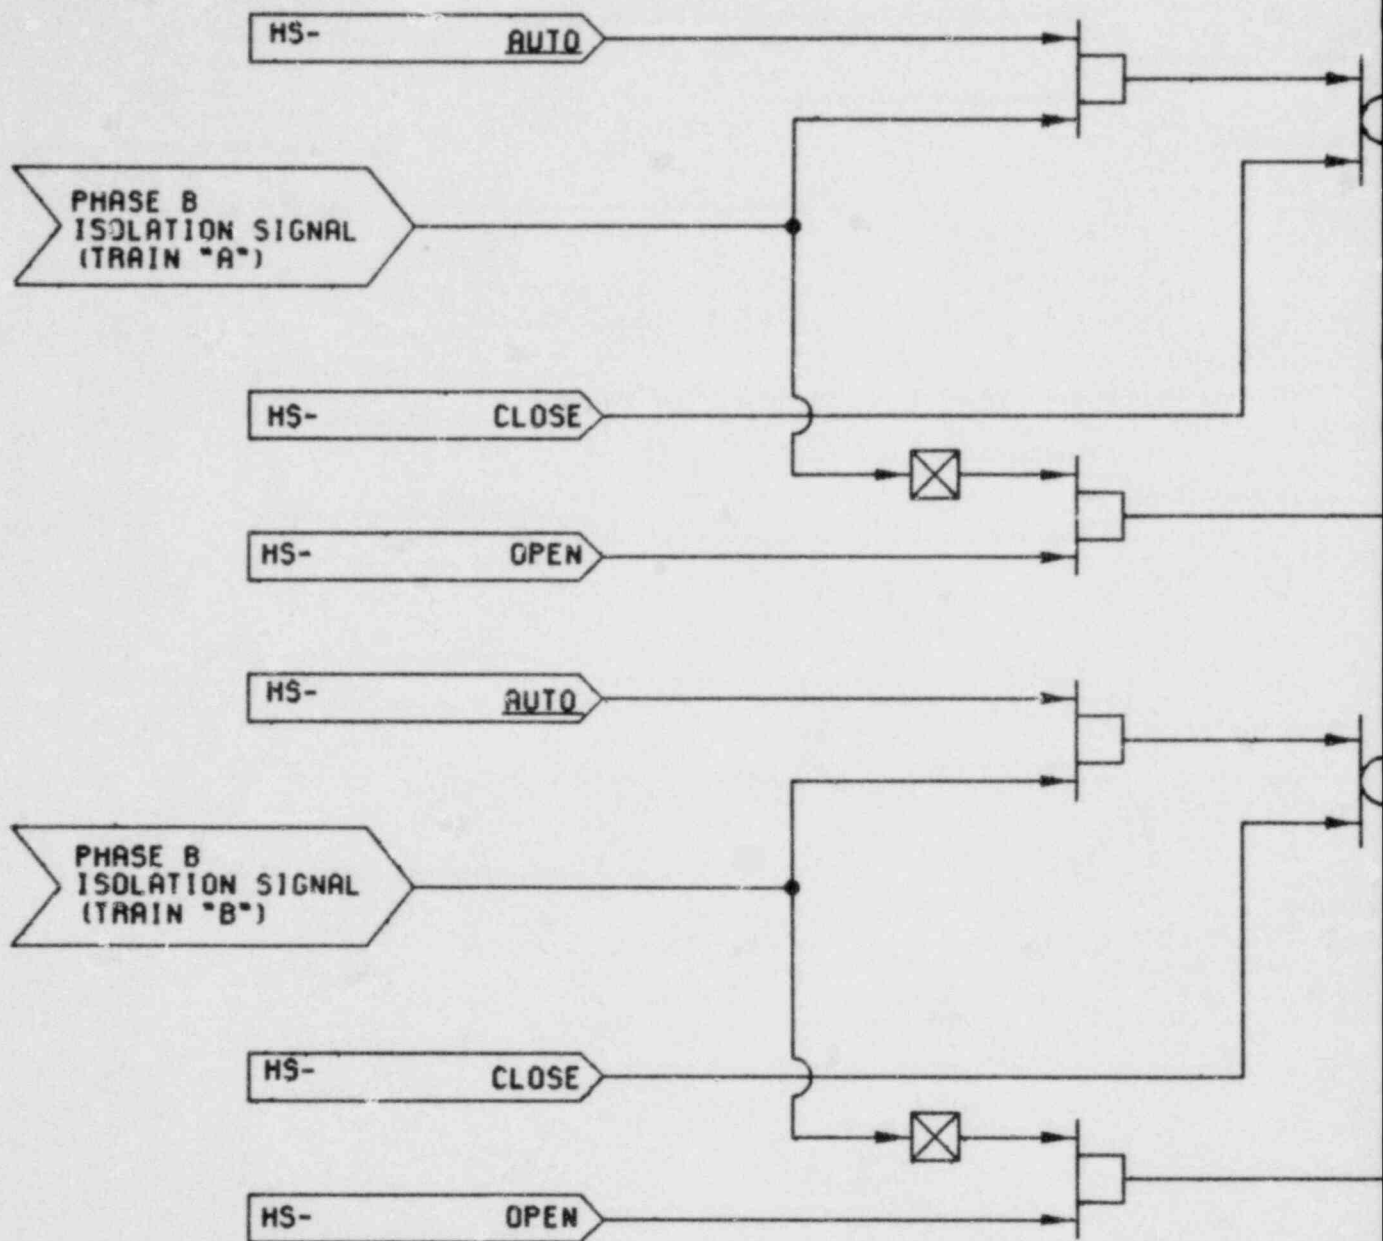 HS- AUTO
PHASE B
ISOLATION SIGNAL
(TRAIN "A")
HS- CLOSE
HS- OPEN
HS- AUTO
PHASE B
ISOLATION SIGNAL
(TRAIN "B")
HS- CLOSE
HS- OPEN